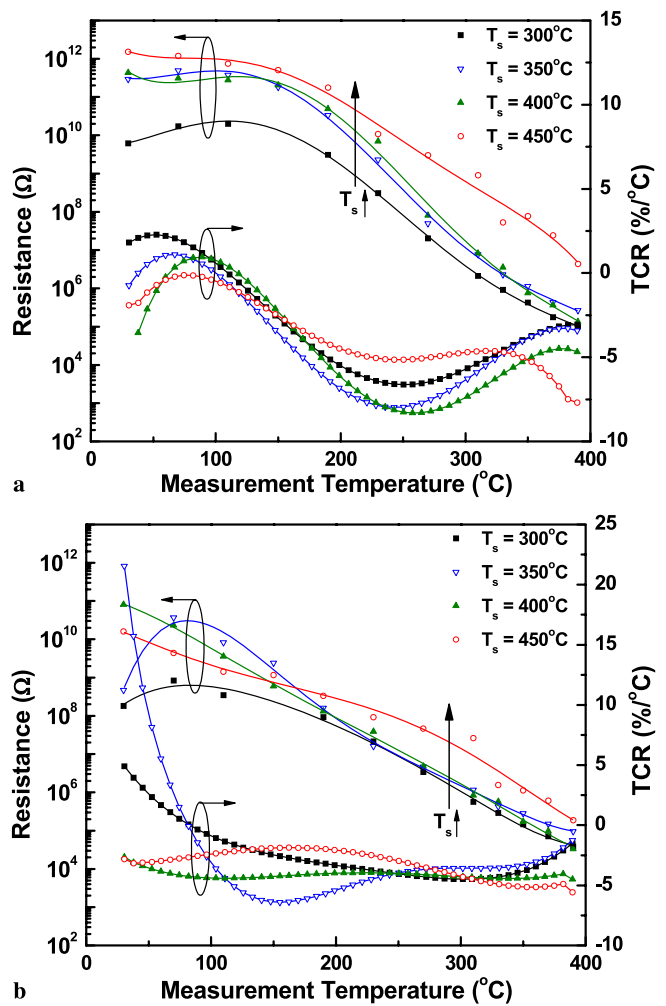 10^12
10^10
10^8
10^6
10^4
10^2
Resistance (Ω)
15
10
5
0
-5
-10
TCR (%/°C)
T_s = 300°C
T_s = 350°C
T_s = 400°C
T_s = 450°C
T_s
0 100 200 300 400
Measurement Temperature (°C)
a
10^12
10^10
10^8
10^6
10^4
10^2
Resistance (Ω)
25
20
15
10
5
0
-5
-10
TCR (%/°C)
T_s = 300°C
T_s = 350°C
T_s = 400°C
T_s = 450°C
T_s
0 100 200 300 400
Measurement Temperature (°C)
b